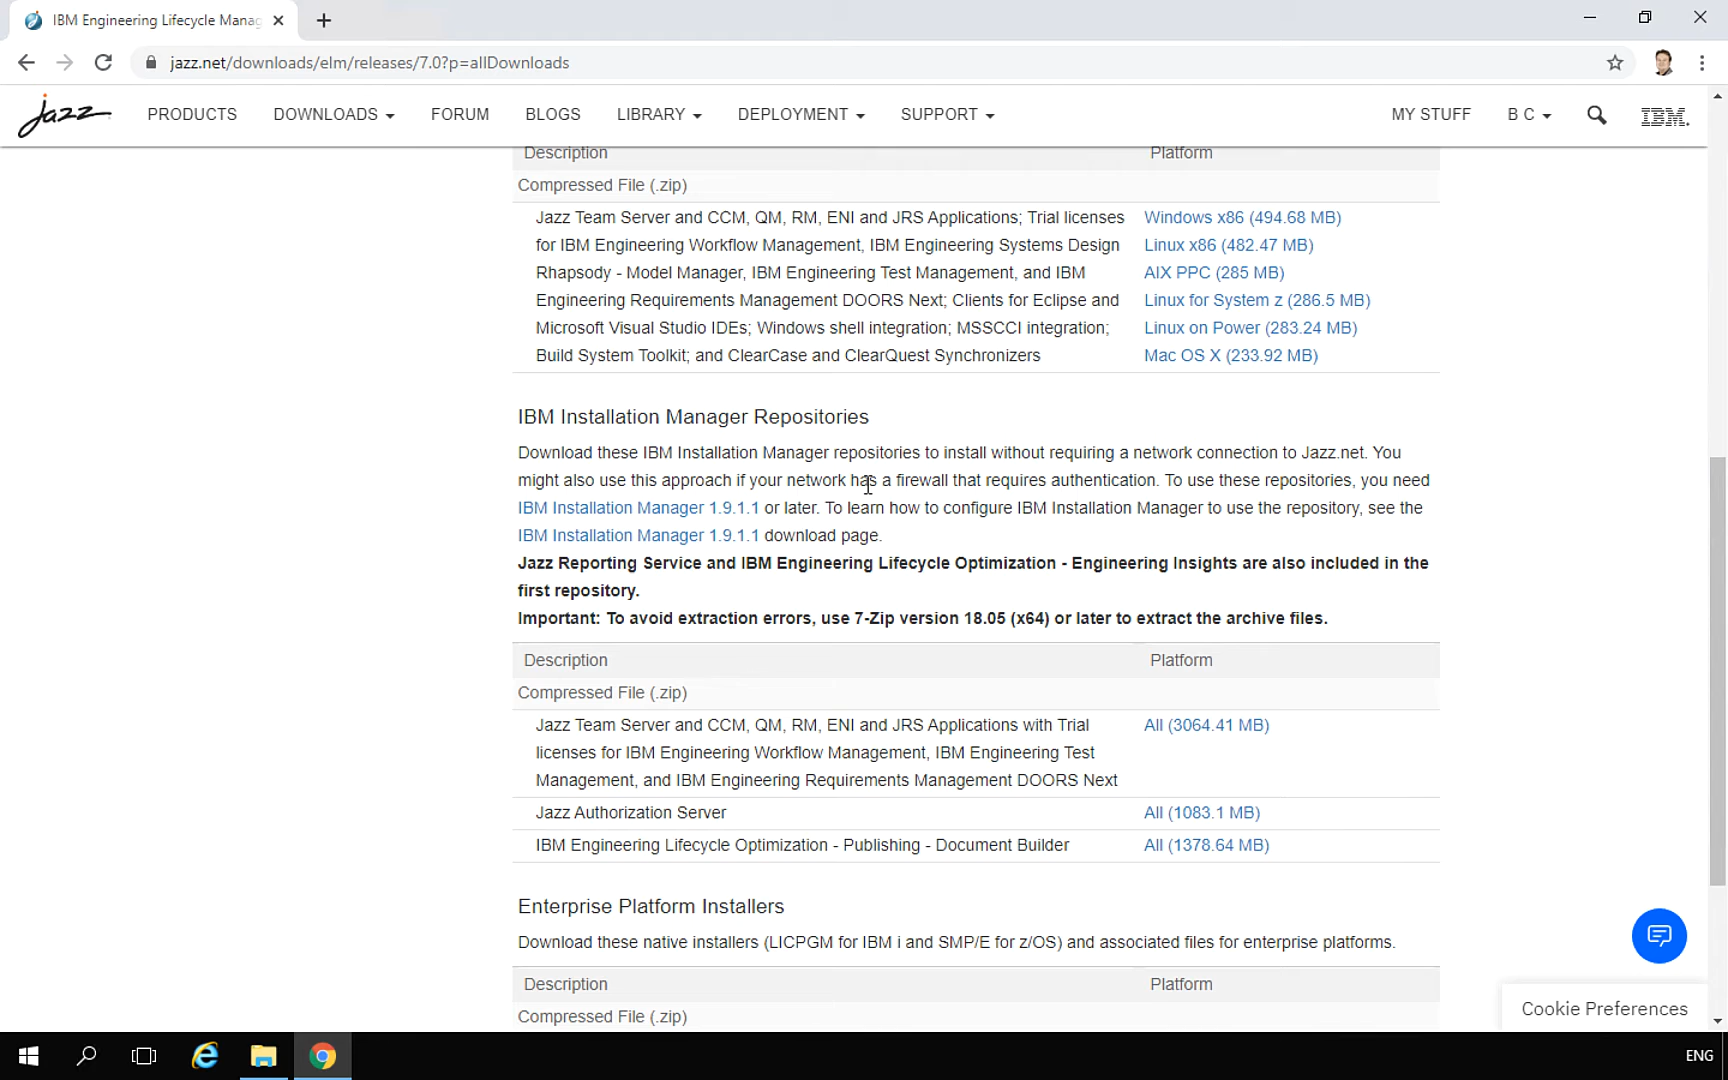 IBM Engineering Lifecycle Manag
jazz.net/downloads/elm/releases/7.0?p=allDownloads
jazz PRODUCTS DOWNLOADS FORUM BLOGS LIBRARY DEPLOYMENT SUPPORT MY STUFF B C IBM.
Description Platform
Compressed File (.zip)
Jazz Team Server and CCM, QM, RM, ENI and JRS Applications; Trial licenses Windows x86 (494.68 MB)
for IBM Engineering Workflow Management, IBM Engineering Systems Design Linux x86 (482.47 MB)
Rhapsody - Model Manager, IBM Engineering Test Management, and IBM AIX PPC (285 MB)
Engineering Requirements Management DOORS Next; Clients for Eclipse and Linux for System z (286.5 MB)
Microsoft Visual Studio IDEs; Windows shell integration; MSSCCI integration; Linux on Power (283.24 MB)
Build System Toolkit; and ClearCase and ClearQuest Synchronizers Mac OS X (233.92 MB)
IBM Installation Manager Repositories
Download these IBM Installation Manager repositories to install without requiring a network connection to Jazz.net. You
might also use this approach if your network has a firewall that requires authentication. To use these repositories, you need
IBM Installation Manager 1.9.1.1 or later. To learn how to configure IBM Installation Manager to use the repository, see the
IBM Installation Manager 1.9.1.1 download page.
Jazz Reporting Service and IBM Engineering Lifecycle Optimization - Engineering Insights are also included in the
first repository.
Important: To avoid extraction errors, use 7-Zip version 18.05 (x64) or later to extract the archive files.
Description Platform
Compressed File (.zip)
Jazz Team Server and CCM, QM, RM, ENI and JRS Applications with Trial All (3064.41 MB)
licenses for IBM Engineering Workflow Management, IBM Engineering Test
Management, and IBM Engineering Requirements Management DOORS Next
Jazz Authorization Server All (1083.1 MB)
IBM Engineering Lifecycle Optimization - Publishing - Document Builder All (1378.64 MB)
Enterprise Platform Installers
Download these native installers (LICPGM for IBM i and SMP/E for z/OS) and associated files for enterprise platforms.
Description Platform
Compressed File (.zip)
Cookie Preferences
ENG